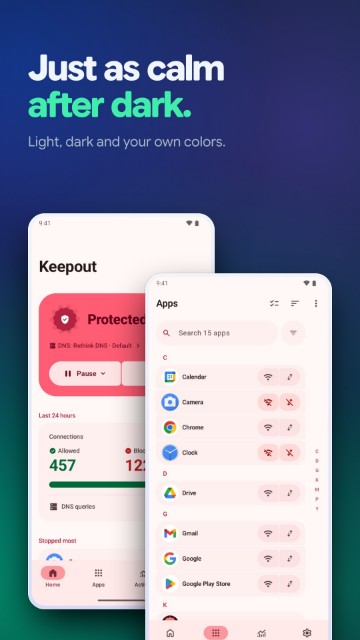 Just as calm
after dark.
Light, dark and your own colors.
9:41
Keepout
Protected
DNS: Rethink DNS · Default
Pause
Last 24 hours
Connections
Allowed
457
122
DNS queries
Stopped most
Home
Apps
9:41
Apps
Search 15 apps
C
Calendar
Camera
Chrome
Clock
D
Drive
G
Gmail
Google
Google Play Store
K
C
D
G
K
M
P
Y